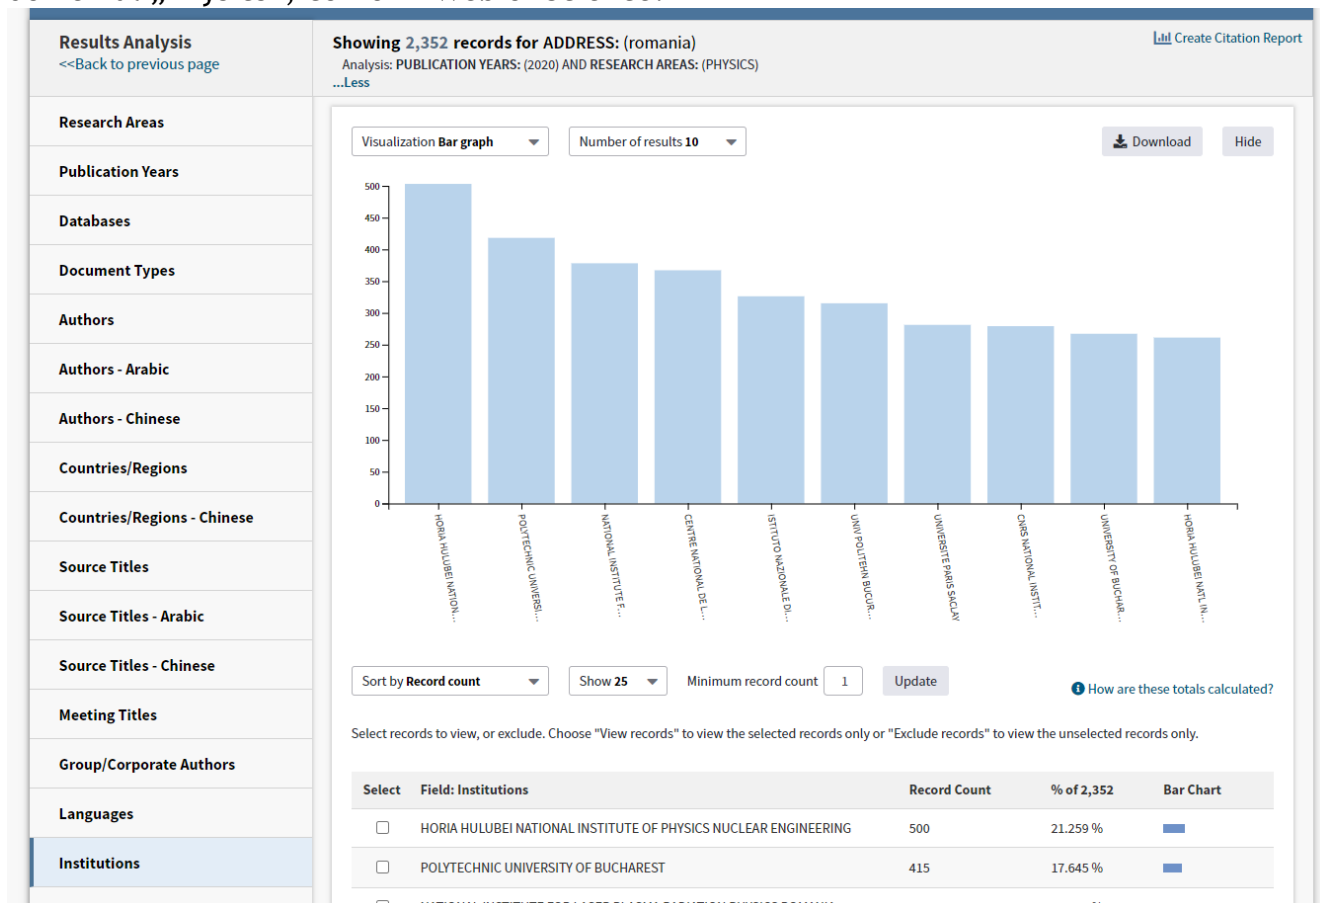 Results Analysis
<<Back to previous page
Showing 2,352 records for ADDRESS: (romania)
Analysis: PUBLICATION YEARS: (2020) AND RESEARCH AREAS: (PHYSICS)
...Less
Create Citation Report
Research Areas
Publication Years
Databases
Document Types
Authors
Authors - Arabic
Authors - Chinese
Countries/Regions
Countries/Regions - Chinese
Source Titles
Source Titles - Arabic
Source Titles - Chinese
Meeting Titles
Group/Corporate Authors
Languages
Institutions
Visualization Bar graph
Number of results 10
Download
Hide
500
450
400
350
300
250
200
150
100
50
0
HORIA HULUBEI NATION...
POLYTECHNIC UNIVERSI...
NATIONAL INSTITUTE F...
CENTRE NATIONAL DE L...
ISTITUTO NAZIONALE DI...
UNIV POLITEHN BUCUR...
UNIVERSITE PARIS SACLAY
CNRS NATIONAL INSTIT...
UNIVERSITY OF BUCHAR...
HORIA HULUBEI NATL IN...
Sort by Record count
Show 25
Minimum record count 1
Update
How are these totals calculated?
Select records to view, or exclude. Choose "View records" to view the selected records only or "Exclude records" to view the unselected records only.
Select Field: Institutions Record Count % of 2,352 Bar Chart
HORIA HULUBEI NATIONAL INSTITUTE OF PHYSICS NUCLEAR ENGINEERING 500 21.259 %
POLYTECHNIC UNIVERSITY OF BUCHAREST 415 17.645 %